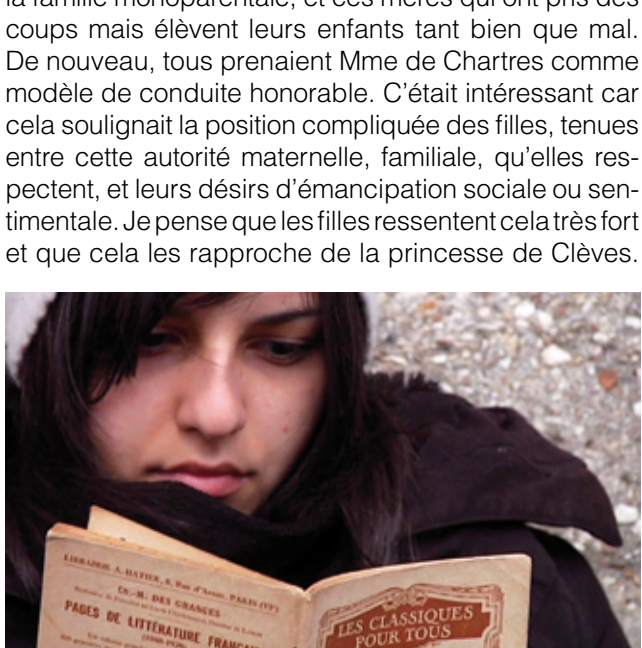 la famille monoparentale, et ces mères qui ont pris des
coups mais élèvent leurs enfants tant bien que mal.
De nouveau, tous prenaient Mme de Chartres comme
modèle de conduite honorable. C'était intéressant car
cela soulignait la position compliquée des filles, tenues
entre cette autorité maternelle, familiale, qu'elles res-
pectent, et leurs désirs d'émancipation sociale ou sen-
timentale. Je pense que les filles ressentent cela très fort
et que cela les rapproche de la princesse de Clèves.
LIBRAIRIE A. HATIER, 8, Rue d'Assas, PARIS (VIe)
CH.-M. DES GRANGES
PAGES DE LITTÉRATURE
LES CLASSIQUES
POUR TOUS